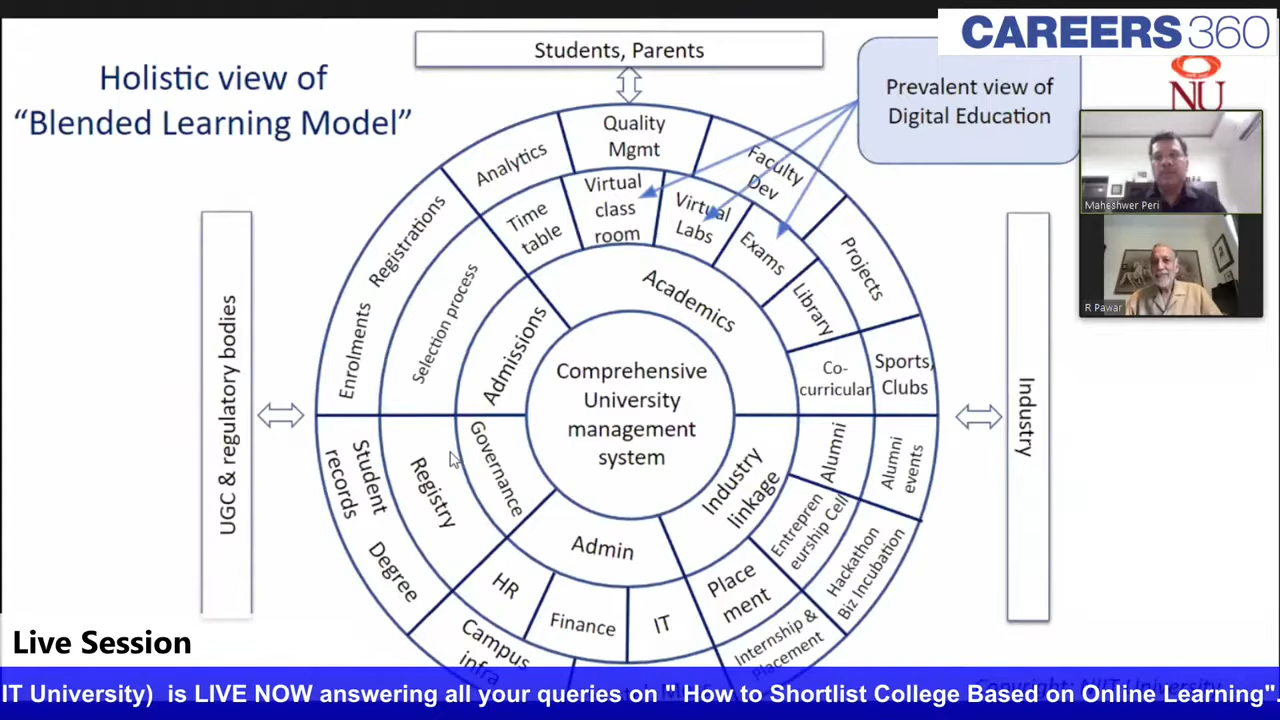 CAREERS360
Students, Parents
Holistic view of
“Blended Learning Model”
Prevalent view of
Digital Education
NU
Maheshwer Peri
R Pawar
Quality
Mgmt
Analytics
Faculty
Dev
Registrations
Enrolments
Time
table
Virtual
class
room
Virtual
Labs
Exams
Projects
Library
Selection process
Academics
Admissions
Co-
curricular
Sports,
Clubs
Comprehensive
University
management
system
UGC & regulatory bodies
Industry
Governance
Registry
Student
records
Degree
Industry
linkage
Alumni
Alumni
events
Entrepren
eurship Cell
Hackathon
Biz Incubation
Admin
HR
Finance
IT
Place
ment
Internship &
Placement
Campus
infra
Live Session
IT University) is LIVE NOW answering all your queries on " How to Shortlist College Based on Online Learning".